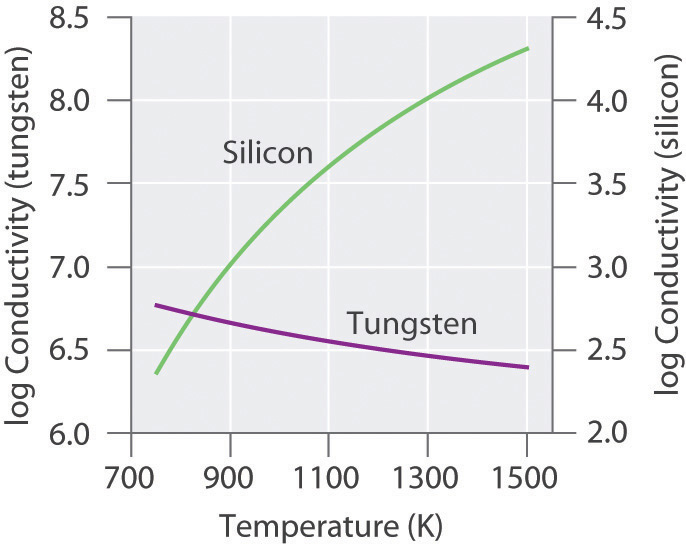 log Conductivity (tungsten)
8.5
8.0
7.5
7.0
6.5
6.0
Silicon
Tungsten
4.5
4.0
3.5
3.0
2.5
2.0
log Conductivity (silicon)
700 900 1100 1300 1500
Temperature (K)